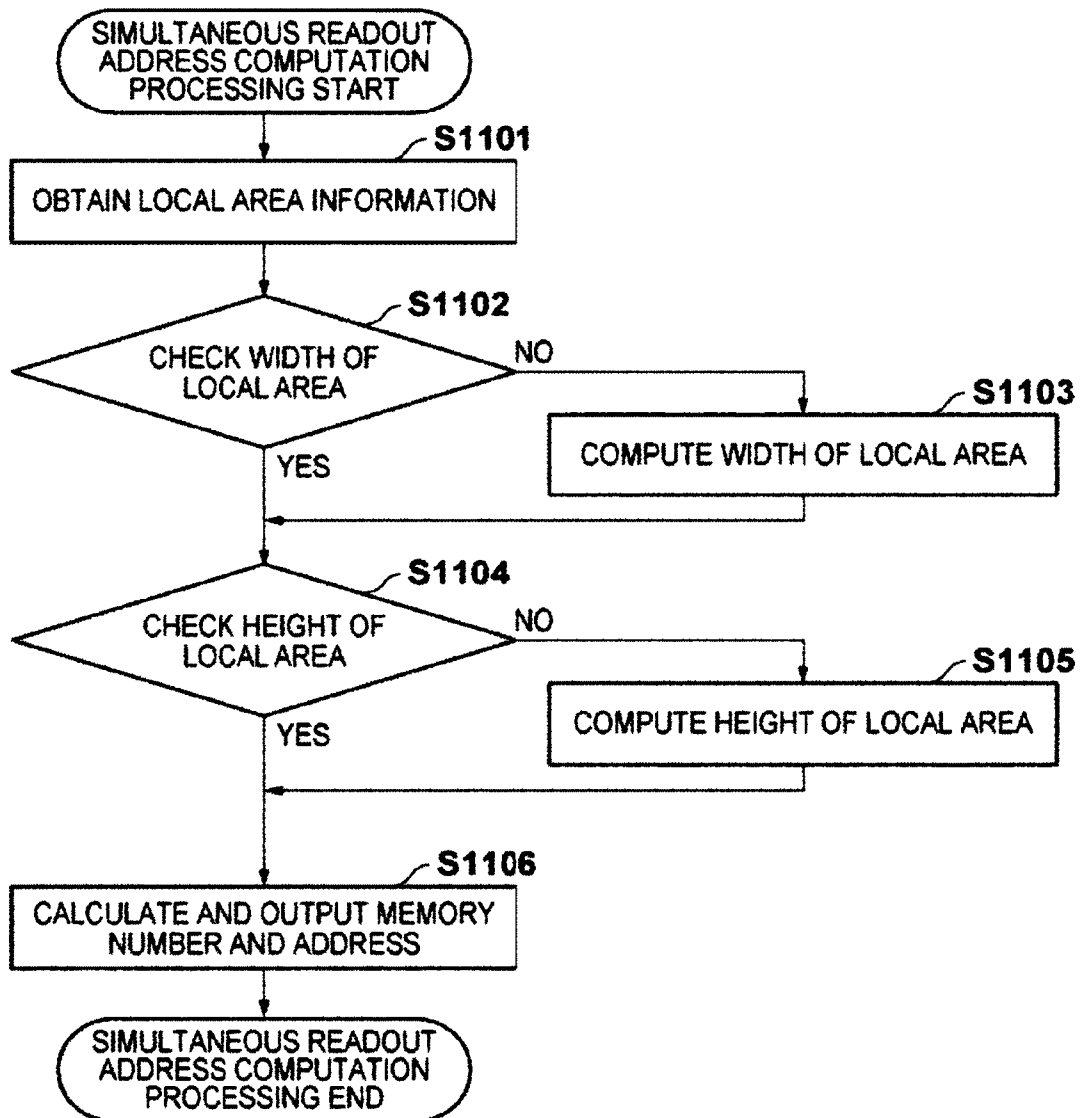 SIMULTANEOUS READOUT
ADDRESS COMPUTATION
PROCESSING START
S1101
OBTAIN LOCAL AREA INFORMATION
S1102
CHECK WIDTH OF
LOCAL AREA
NO
S1103
COMPUTE WIDTH OF LOCAL AREA
YES
S1104
CHECK HEIGHT OF
LOCAL AREA
NO
S1105
COMPUTE HEIGHT OF LOCAL AREA
YES
S1106
CALCULATE AND OUTPUT MEMORY
NUMBER AND ADDRESS
SIMULTANEOUS READOUT
ADDRESS COMPUTATION
PROCESSING END